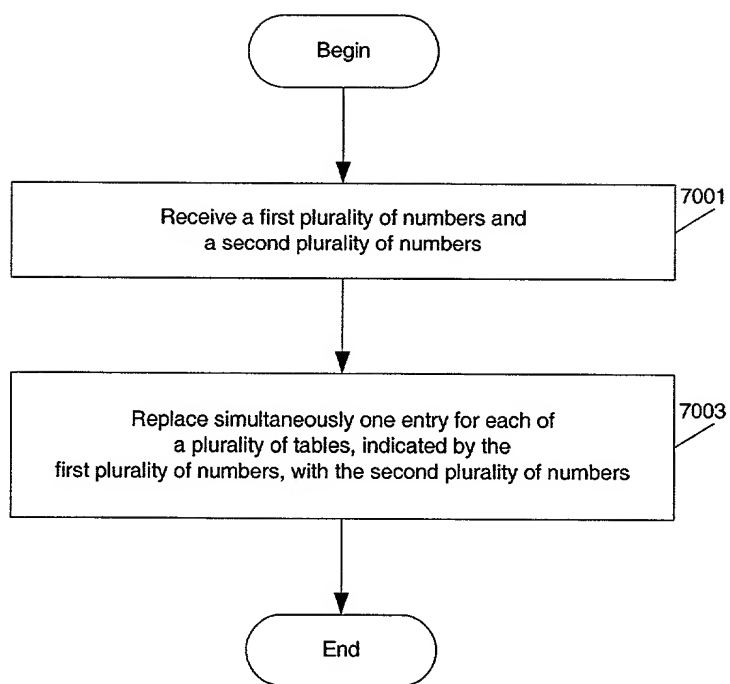 Begin
7001
Receive a first plurality of numbers and
a second plurality of numbers
7003
Replace simultaneously one entry for each of
a plurality of tables, indicated by the
first plurality of numbers, with the second plurality of numbers
End